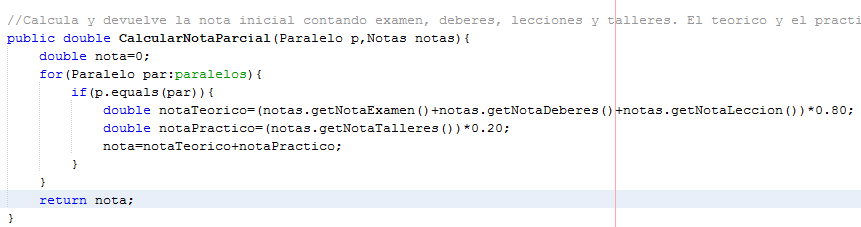 //Calcula y devuelve la nota inicial contando examen, deberes, lecciones y talleres. El teorico y el practi
public double CalcularNotaParcial(Paralelo p,Notas notas){
    double nota=0;
    for(Paralelo par:paralelos){
        if(p.equals(par)){
            double notaTeorico=(notas.getNotaExamen()+notas.getNotaDeberes()+notas.getNotaLeccion())*0.80;
            double notaPractico=(notas.getNotaTalleres())*0.20;
            nota=notaTeorico+notaPractico;
        }
    }
    return nota;
}